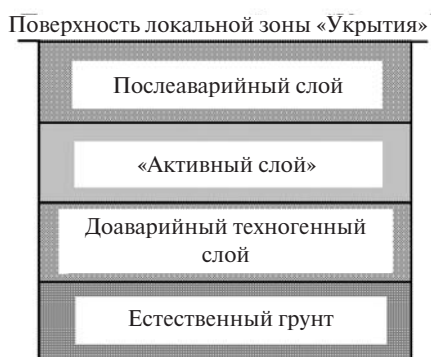 Поверхность локальной зоны «Укрытия»
Послеаварийный слой
«Активный слой»
Доаварийный техногенный
слой
Естественный грунт